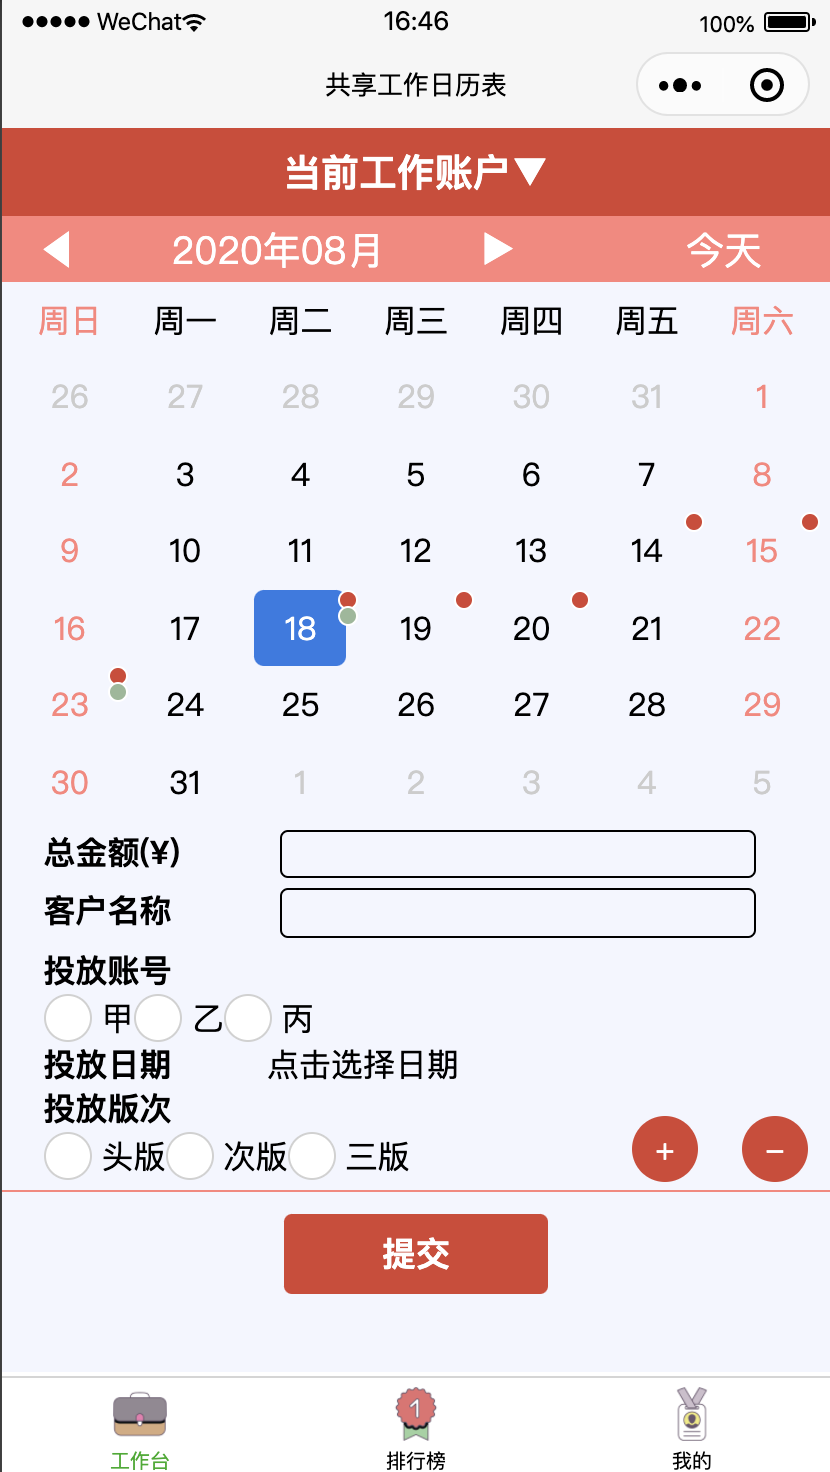 ●●●●● WeChat 16:46 100%
共享工作日历表
当前工作账户▼
2020年08月 今天
周日 周一 周二 周三 周四 周五 周六
26 27 28 29 30 31 1
2 3 4 5 6 7 8
9 10 11 12 13 14 15
16 17 18 19 20 21 22
23 24 25 26 27 28 29
30 31 1 2 3 4 5
总金额(¥)
客户名称
投放账号
甲 乙 丙
投放日期 点击选择日期
投放版次
头版 次版 三版 + −
提交
1
工作台 排行榜 我的